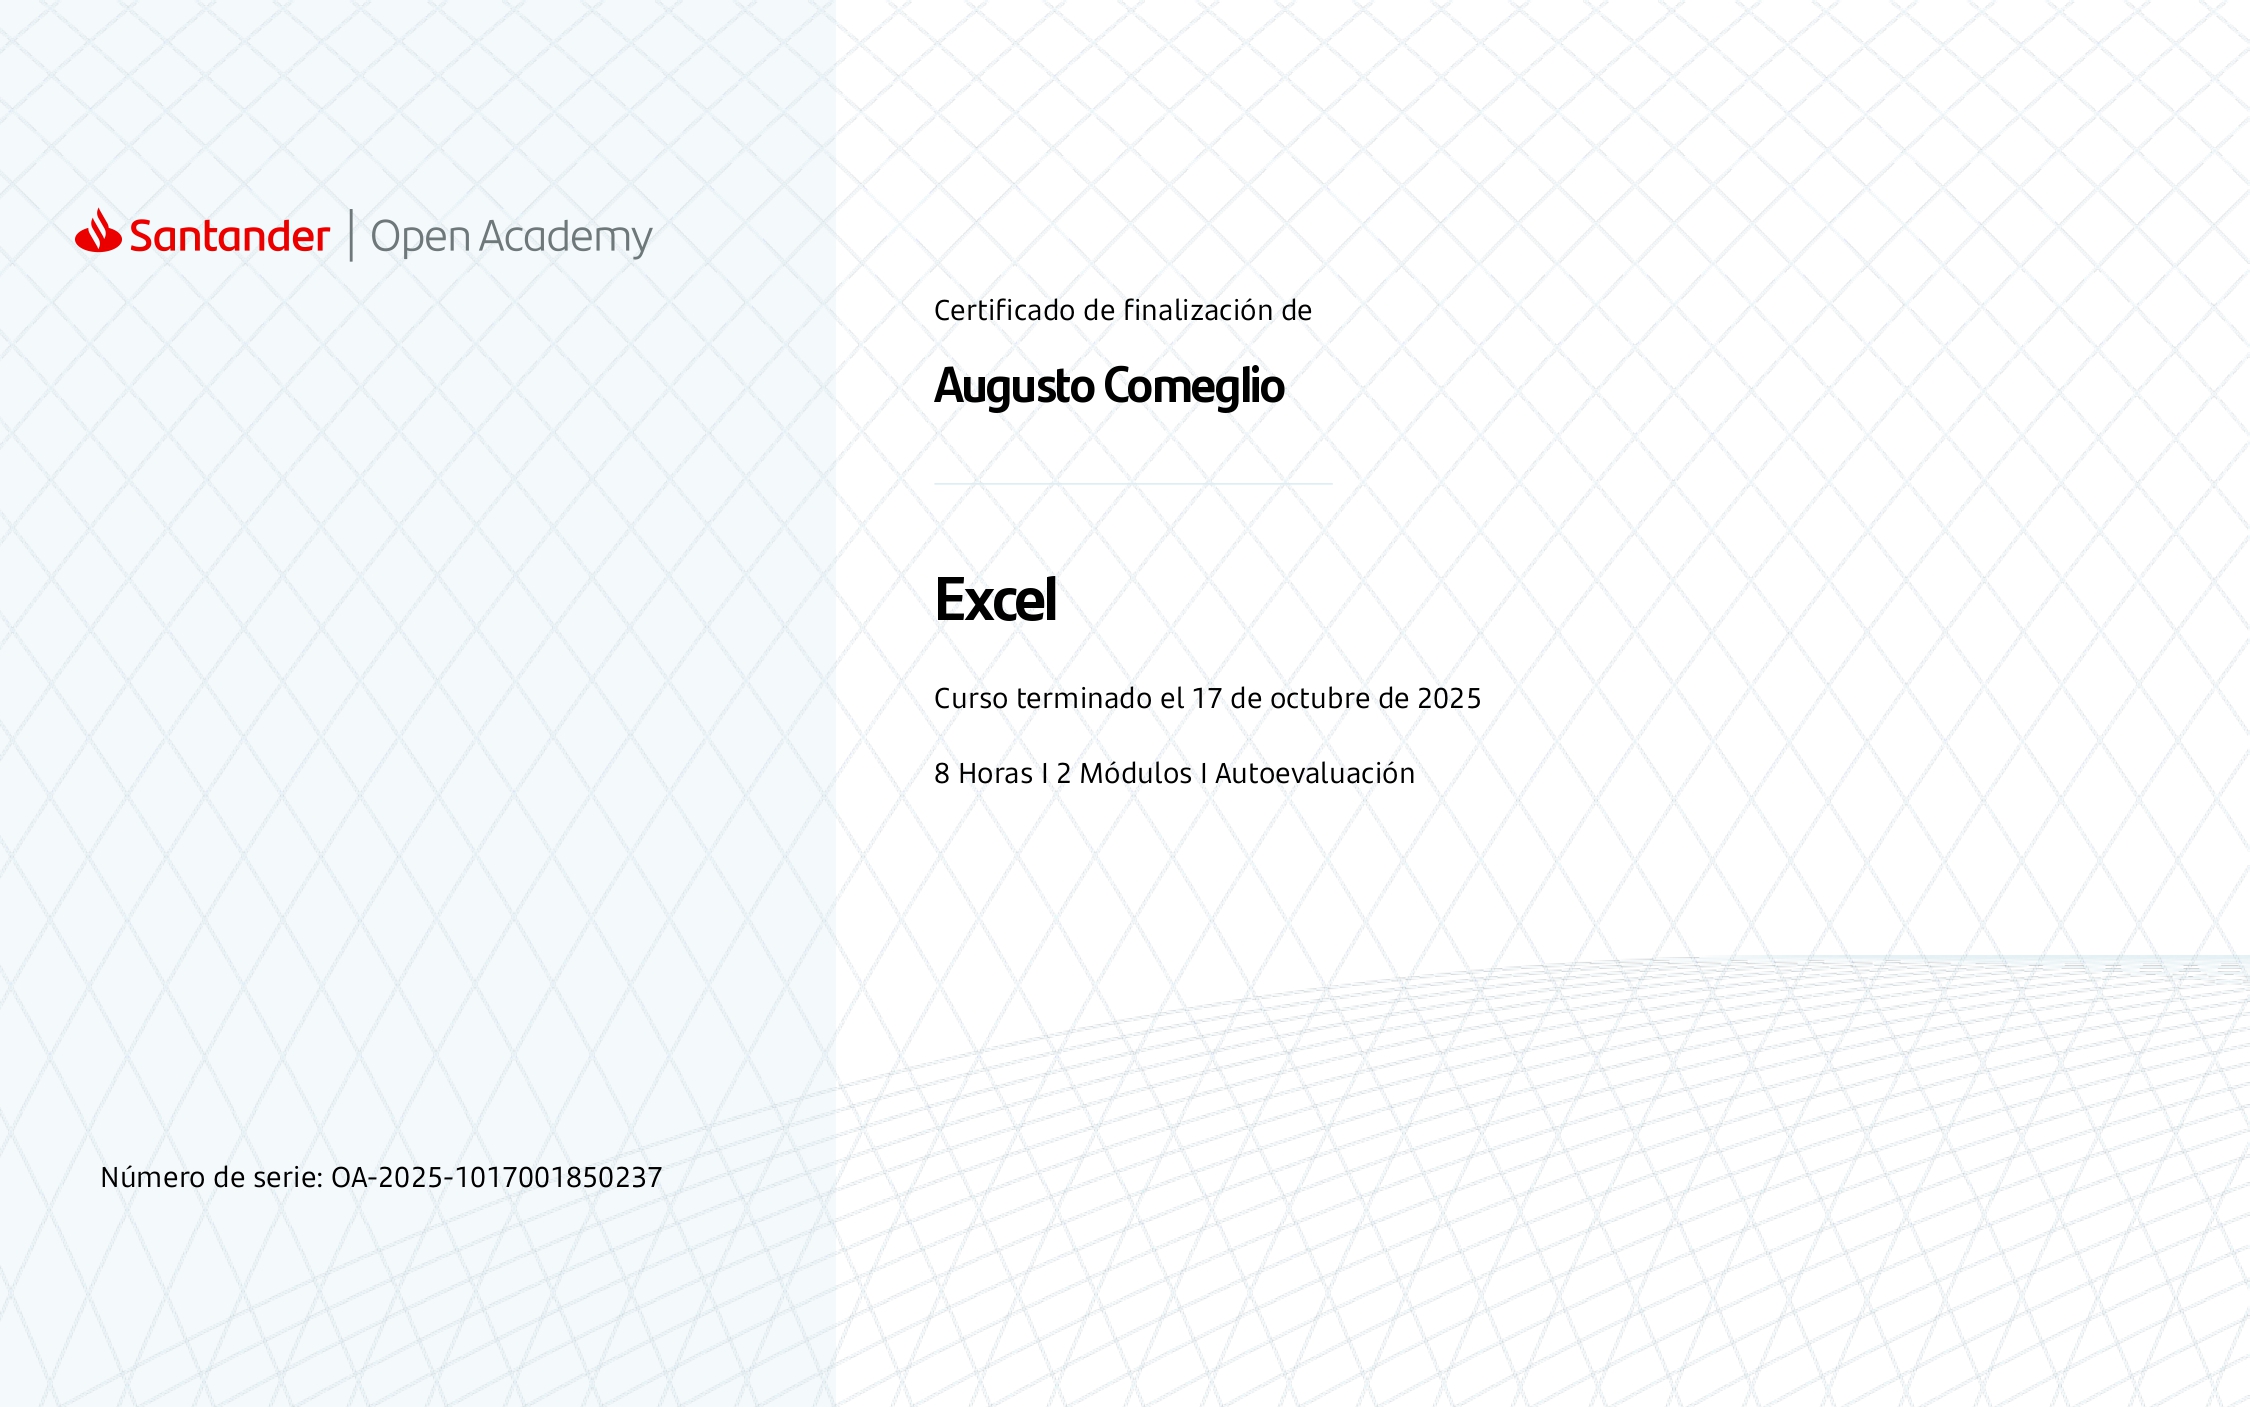 Santander | Open Academy
Certificado de finalización de
Augusto Comeglio
Excel
Curso terminado el 17 de octubre de 2025
8 Horas I 2 Módulos I Autoevaluación
Número de serie: OA-2025-1017001850237